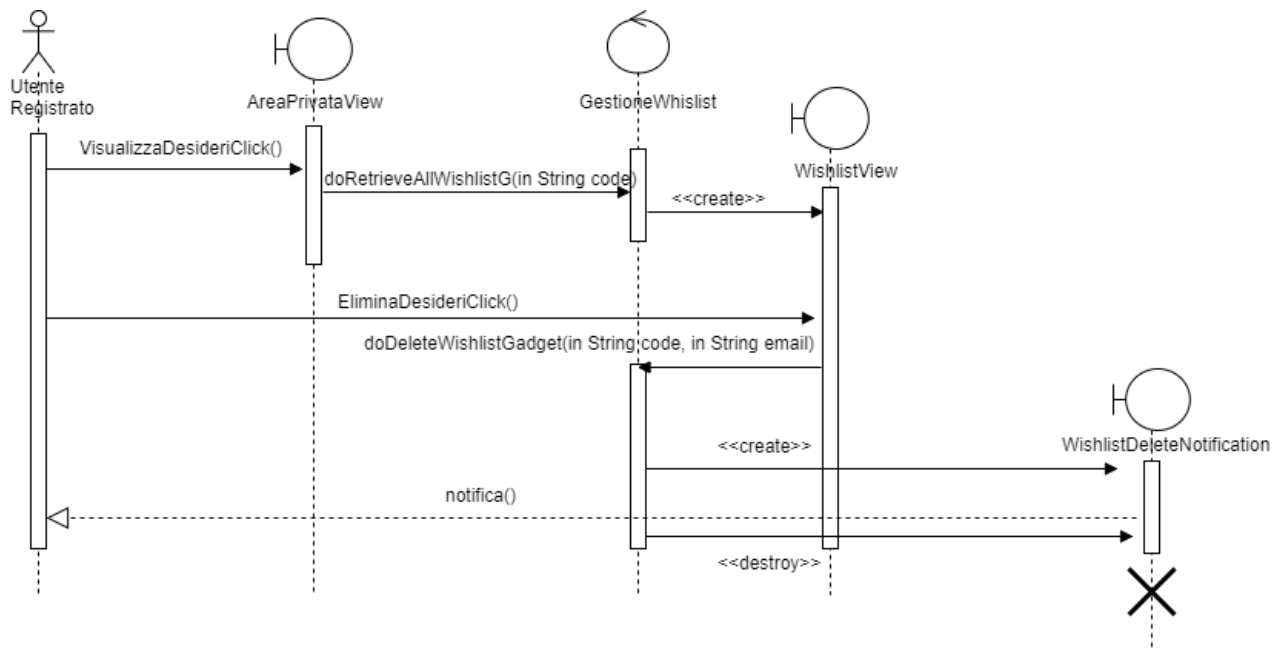 Utente
Registrato
AreaPrivataView
GestioneWhislist
WishlistView
VisualizzaDesideriClick()
doRetrieveAllWishlistG(in String code)
<<create>>
EliminaDesideriClick()
doDeleteWishlistGadget(in String code, in String email)
WishlistDeleteNotification
<<create>>
notifica()
<<destroy>>